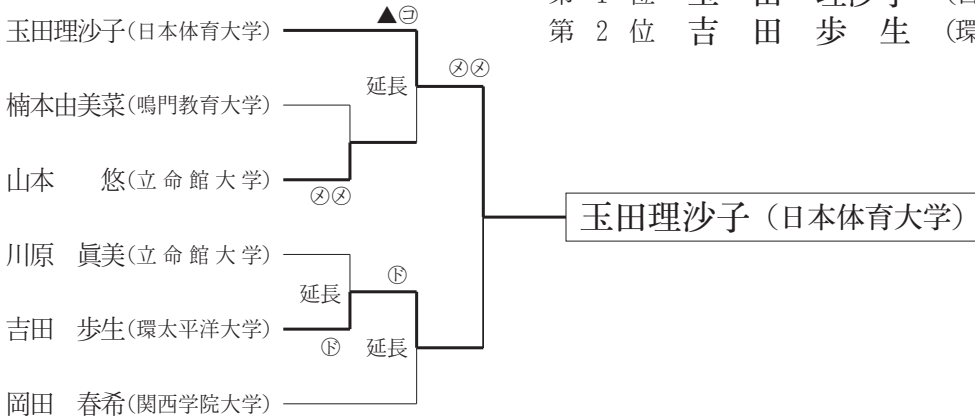 ▲㋙
玉田理沙子(日本体育大学)
第 2 位 吉 田 歩 生 (環
㋱㋱
延長
楠本由美菜(鳴門教育大学)
山本 悠(立命館大学)
㋱㋱
玉田理沙子(日本体育大学)
川原 眞美(立命館大学)
㋣゙
延長
吉田 歩生(環太平洋大学)
㋣゙
延長
岡田 春希(関西学院大学)